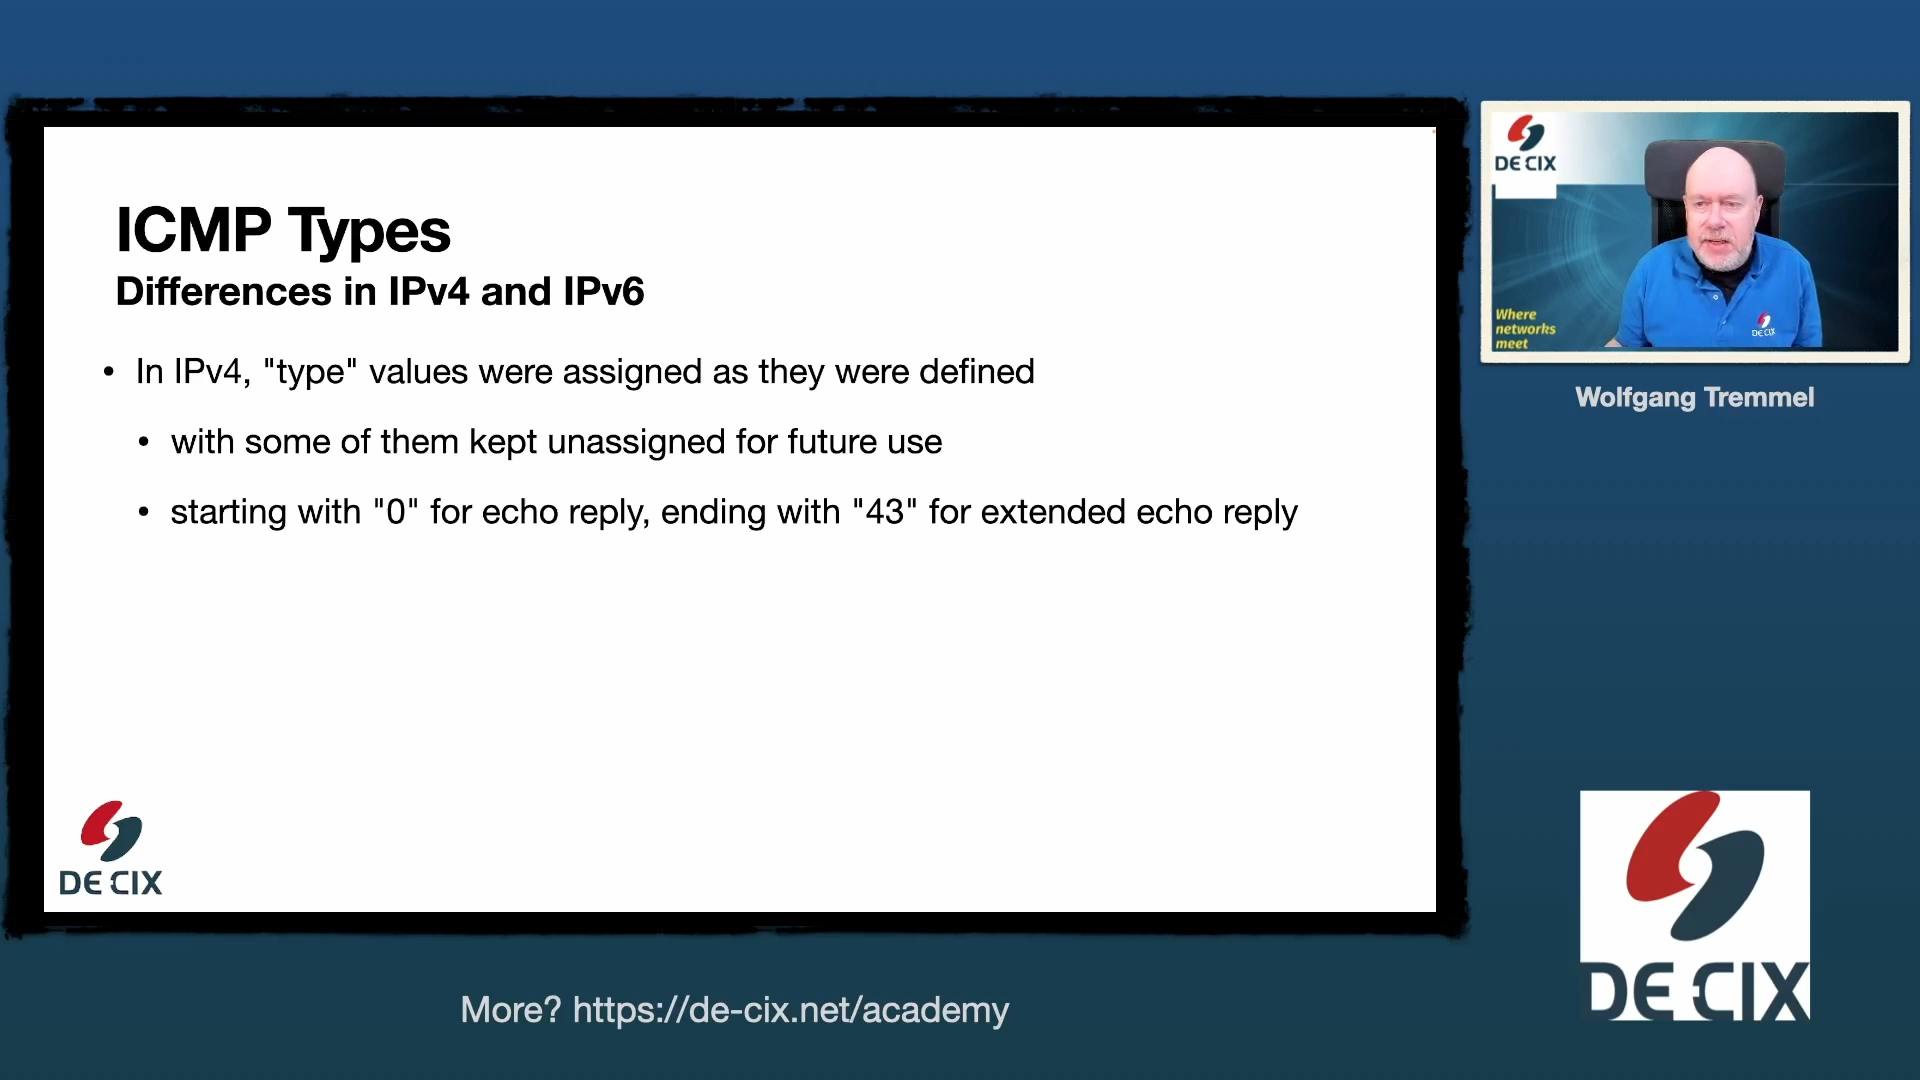 ICMP Types
Differences in IPv4 and IPv6
• In IPv4, "type" values were assigned as they were defined
• with some of them kept unassigned for future use
• starting with "0" for echo reply, ending with "43" for extended echo reply
DE CIX
DE CIX
Where
networks
meet
DE CIX
Wolfgang Tremmel
DE CIX
More? https://de-cix.net/academy